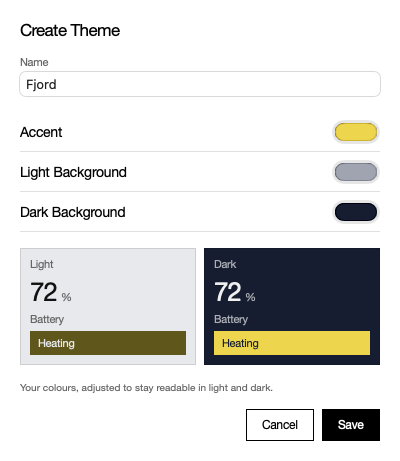 Create Theme
Name
Fjord
Accent
Light Background
Dark Background
Light
72 %
Battery
Heating
Dark
72 %
Battery
Heating
Your colours, adjusted to stay readable in light and dark.
Cancel
Save